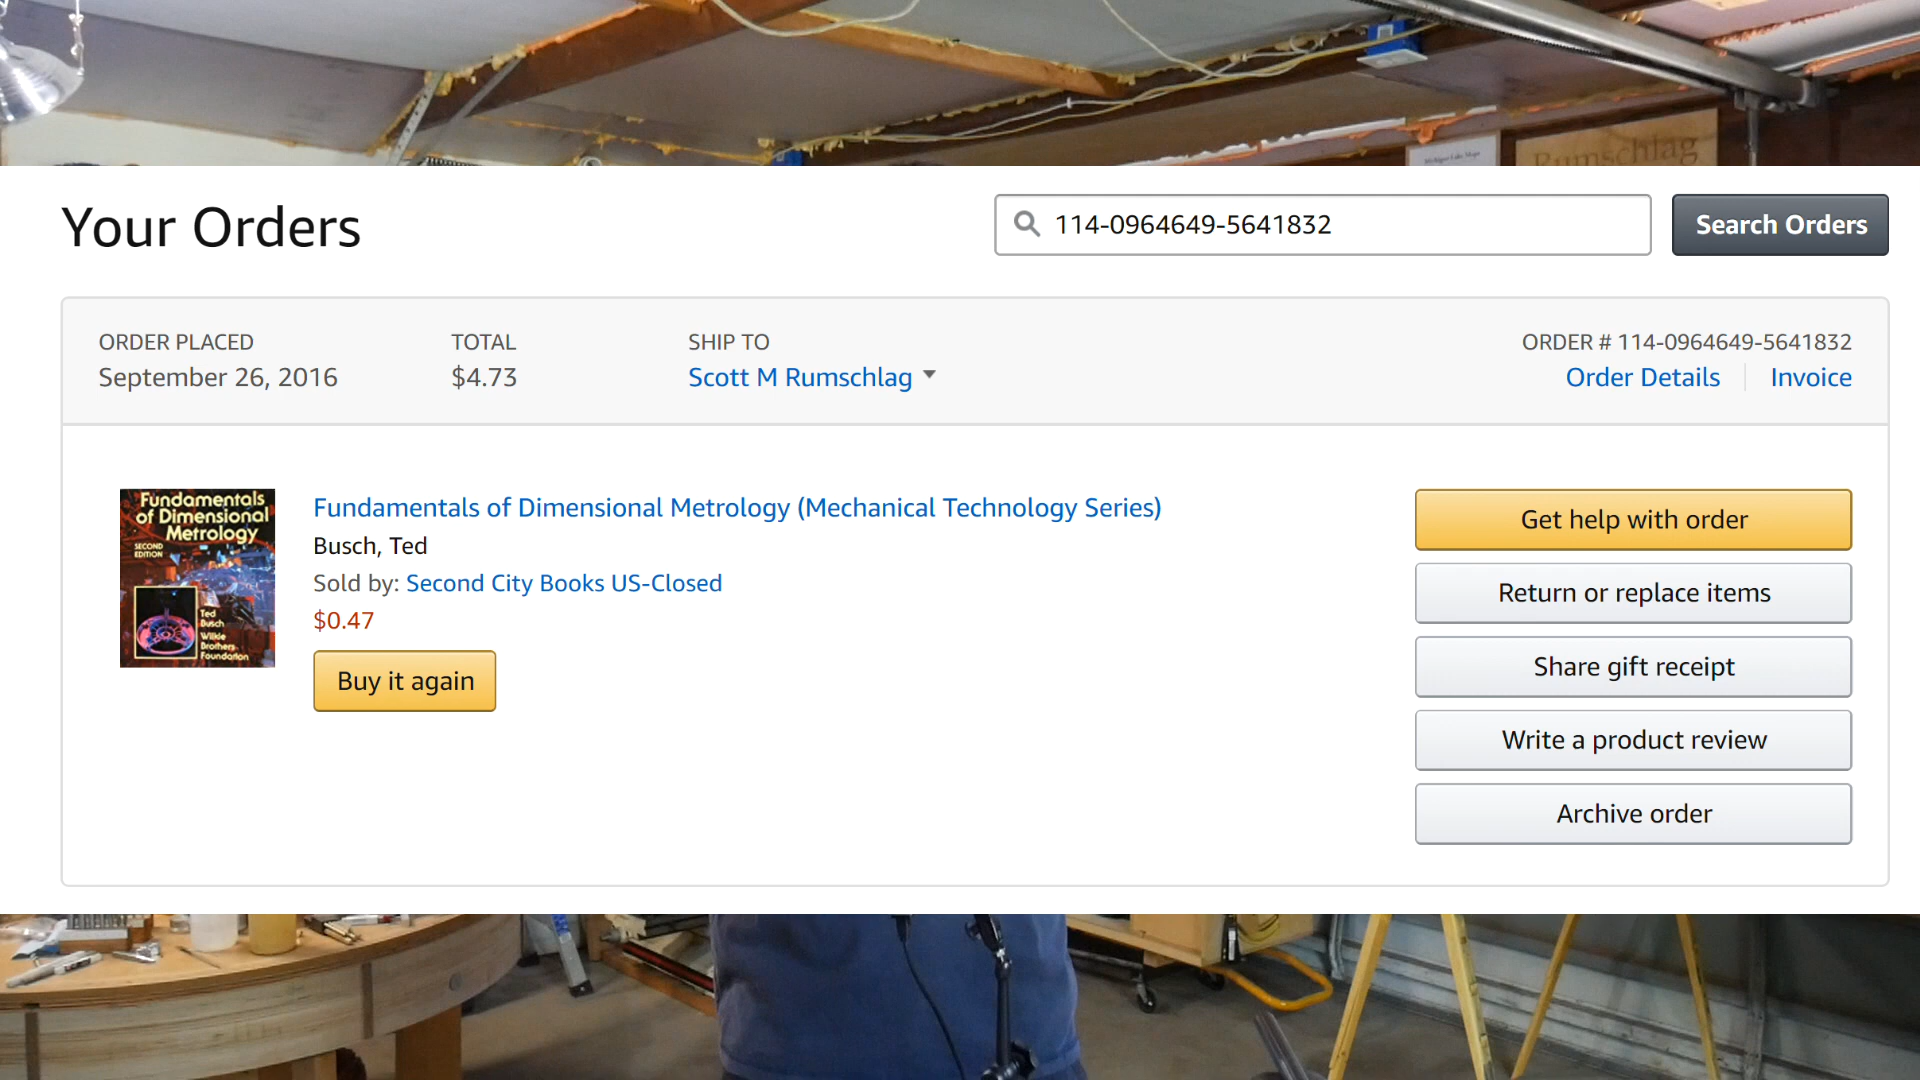 Michigan Lake Maps
Rumschlag
Your Orders
114-0964649-5641832
Search Orders
ORDER PLACED
September 26, 2016
TOTAL
$4.73
SHIP TO
Scott M Rumschlag
ORDER # 114-0964649-5641832
Order Details
Invoice
Fundamentals
of Dimensional
Metrology
SECOND
EDITION
Ted
Busch
Wilkie
Brothers
Foundation
Fundamentals of Dimensional Metrology (Mechanical Technology Series)
Busch, Ted
Sold by: Second City Books US-Closed
$0.47
Buy it again
Get help with order
Return or replace items
Share gift receipt
Write a product review
Archive order